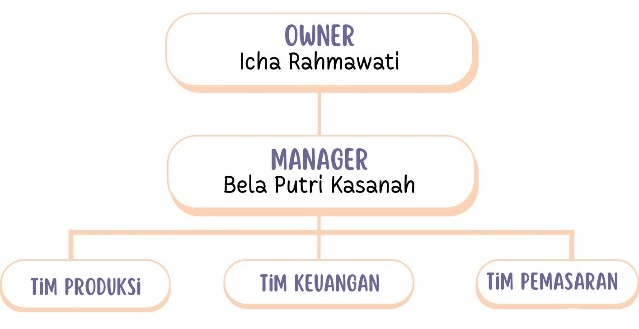 OWNER
Icha Rahmawati
MANAGER
Bela Putri Kasanah
TiM PRODUKSi
TiM KEUANGAN
TiM PEMASARAN